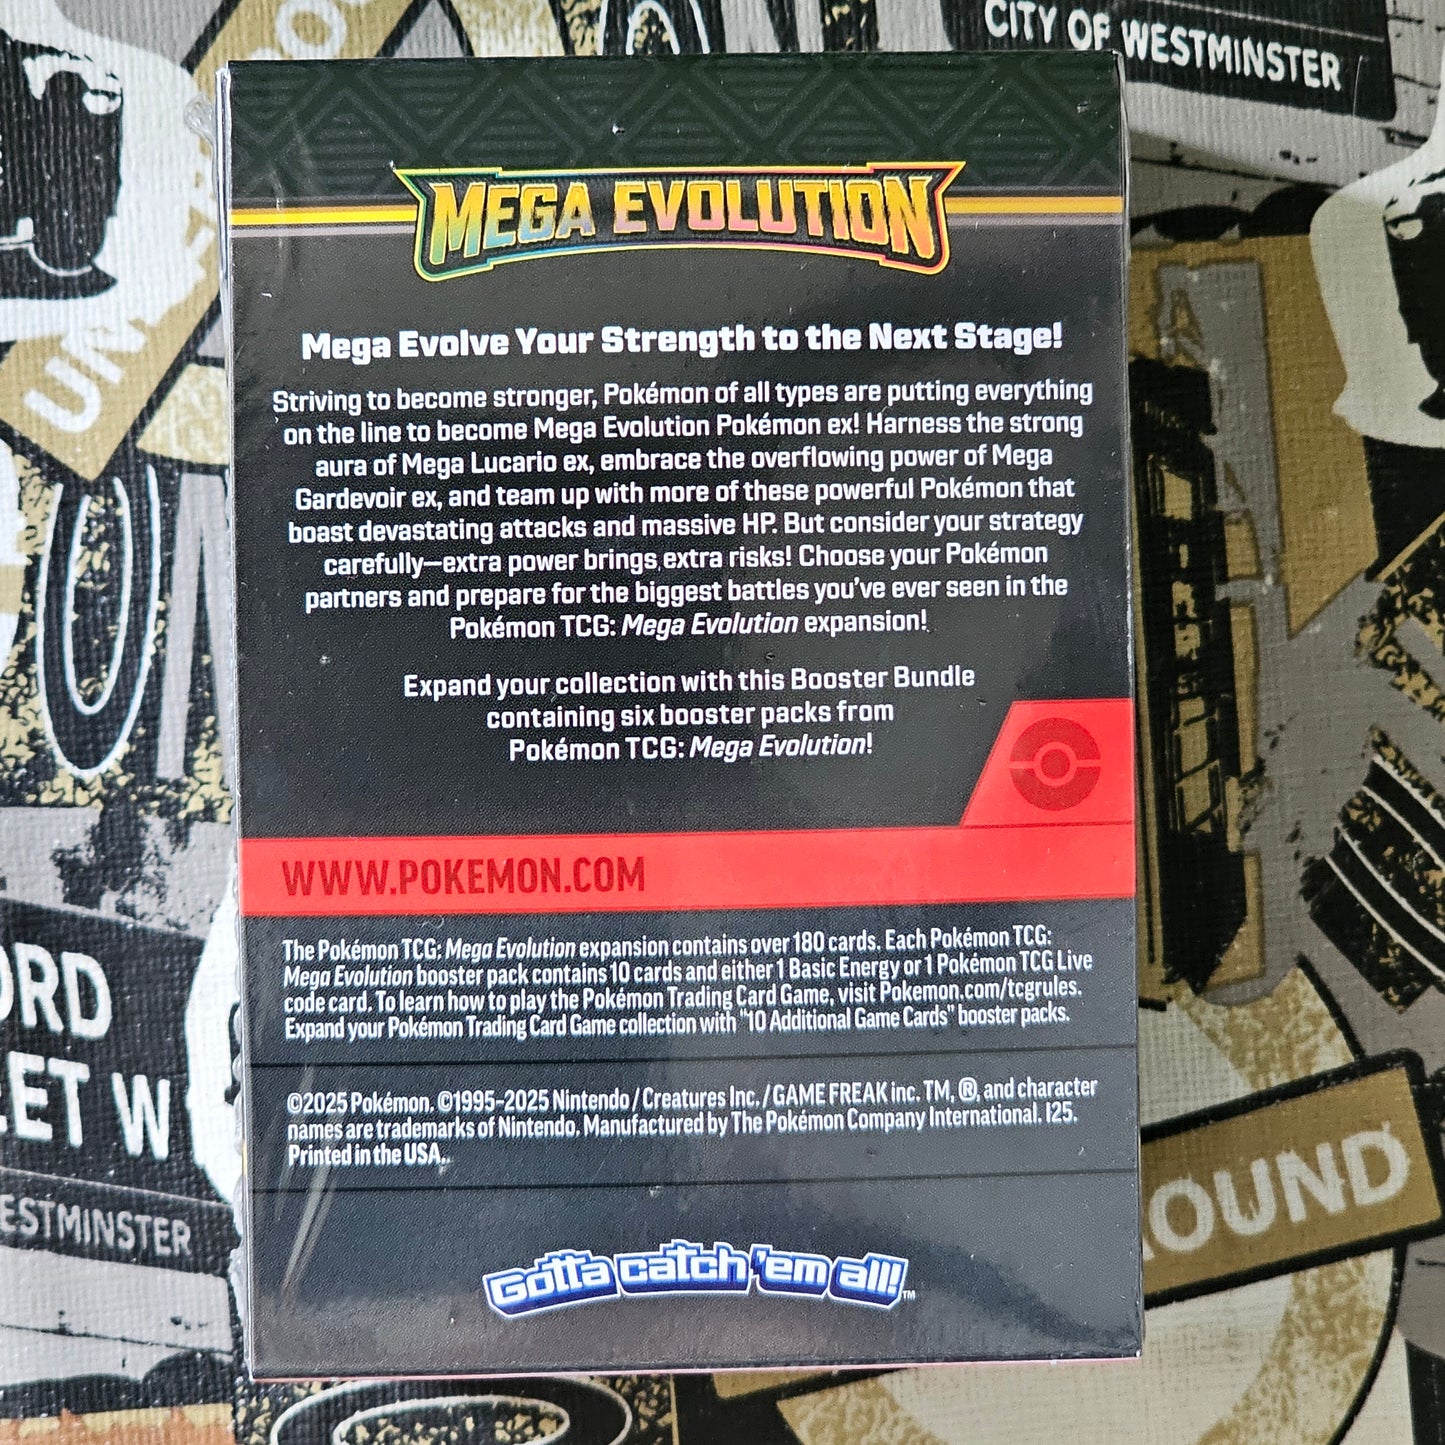 CITY OF WESTMINSTER
MEGA EVOLUTION
Mega Evolve Your Strength to the Next Stage!
Striving to become stronger, Pokémon of all types are putting everything
on the line to become Mega Evolution Pokémon ex! Harness the strong
aura of Mega Lucario ex, embrace the overflowing power of Mega
Gardevoir ex, and team up with more of these powerful Pokémon that
boast devastating attacks and massive HP. But consider your strategy
carefully—extra power brings extra risks! Choose your Pokémon
partners and prepare for the biggest battles you've ever seen in the
Pokémon TCG: Mega Evolution expansion!
Expand your collection with this Booster Bundle
containing six booster packs from
Pokémon TCG: Mega Evolution!
WWW.POKEMON.COM
The Pokémon TCG: Mega Evolution expansion contains over 180 cards. Each Pokémon TCG:
Mega Evolution booster pack contains 10 cards and either 1 Basic Energy or 1 Pokémon TCG Live
code card. To learn how to play the Pokémon Trading Card Game, visit Pokemon.com/tcgrules.
Expand your Pokémon Trading Card Game collection with "10 Additional Game Cards" booster packs.
©2025 Pokémon. ©1995–2025 Nintendo / Creatures Inc. / GAME FREAK inc. TM, ®, and character
names are trademarks of Nintendo. Manufactured by The Pokémon Company International. I25.
Printed in the USA.
Gotta catch 'em all!™
UN
ORD
LET W
ESTMINSTER
OUND